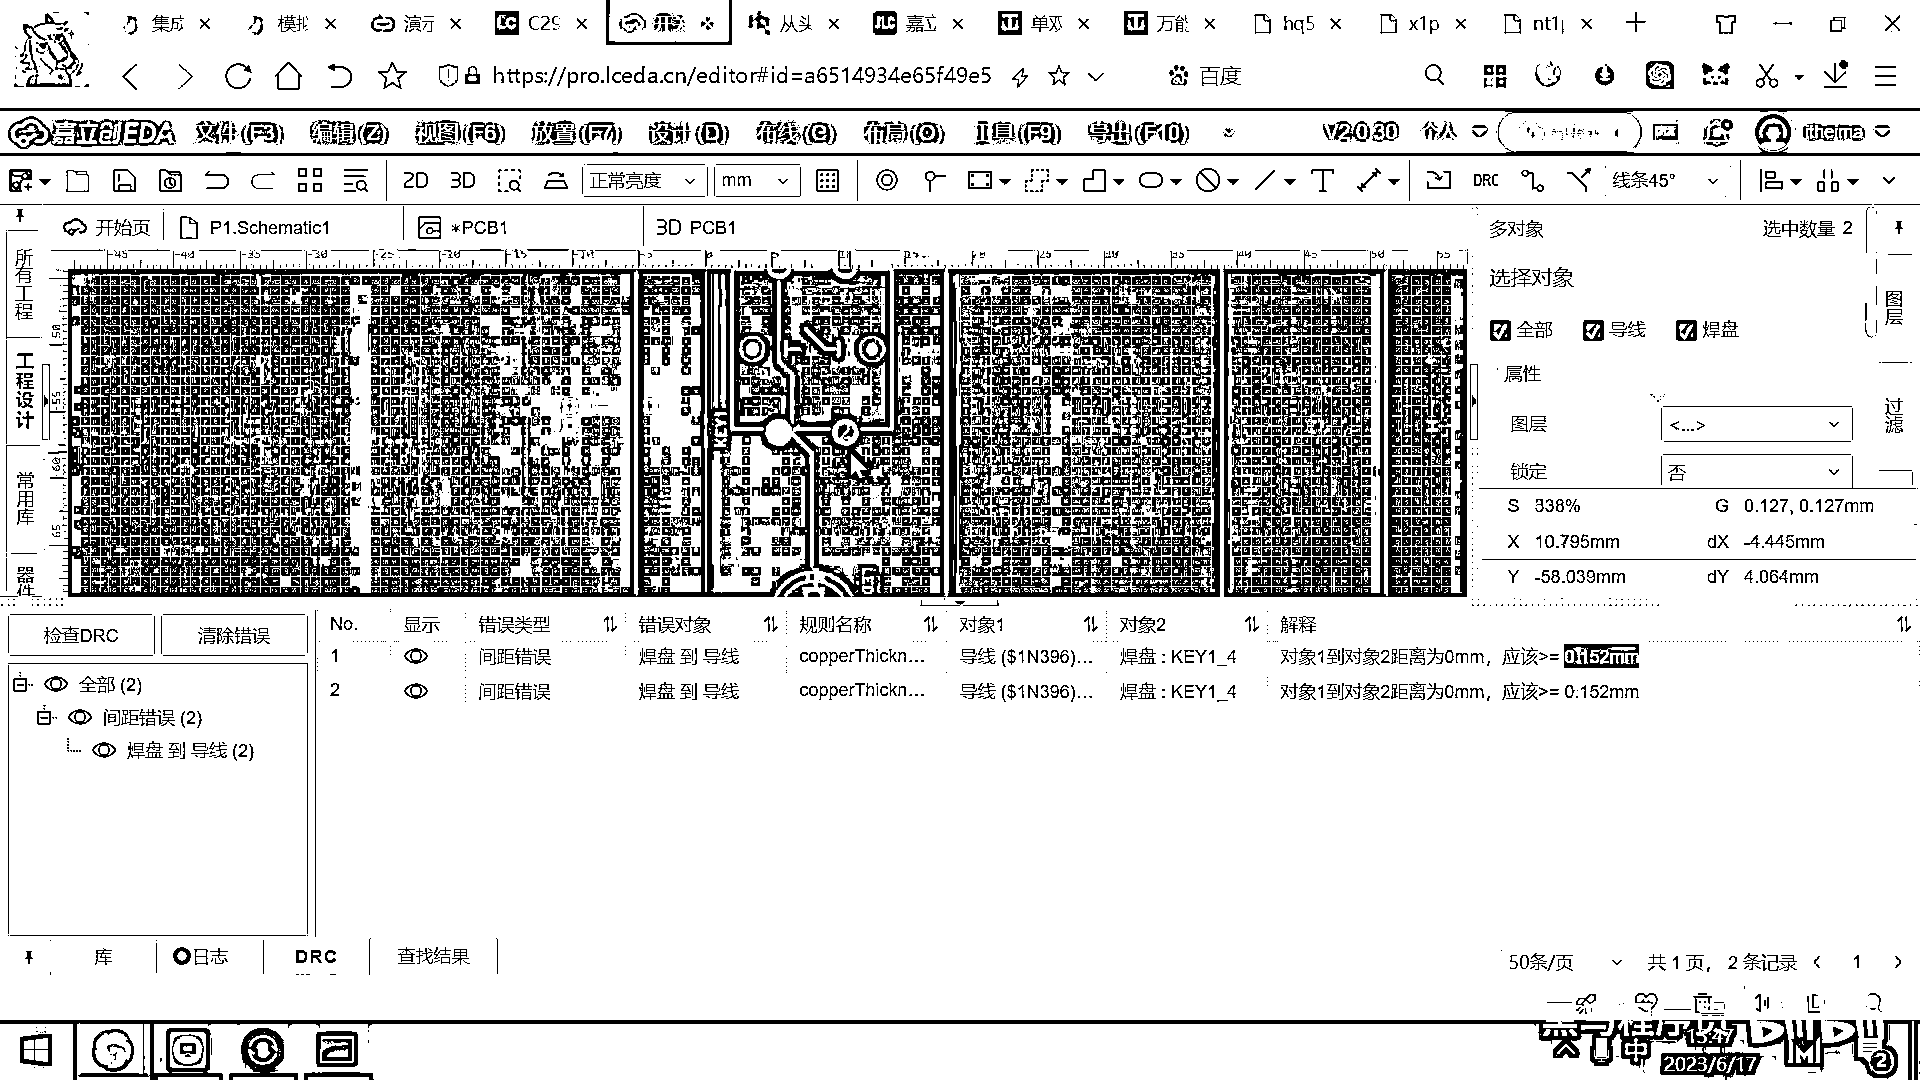 集成 模拟 演示 C29 从头 嘉立 单双 万能 hq5 x1p nt1
https://pro.lceda.cn/editor#id=a6514934e65f49e5 百度
嘉立创EDA 文件(F3) 编辑(Z) 视图(F6) 放置(F7) 设计(D) 布线(C) 布局(O) 工具(F9) 导出(F10) V2.0.30 itheima
2D 3D 正常亮度 mm DRC 线条45°
开始页 P1.Schematic1 *PCB1 3D PCB1
所有工程
工程设计
常用库
器件
KEY1
2
多对象 选中数量 2
选择对象
全部 导线 焊盘
属性
图层 <...>
锁定 否
S 838% G 0.127, 0.127mm
X 10.795mm dX -4.445mm
Y -58.039mm dY 4.064mm
图层
过滤
检查DRC 清除错误
全部 (2)
间距错误 (2)
焊盘 到 导线 (2)
No. 显示 错误类型 错误对象 规则名称 对象1 对象2 解释
1 间距错误 焊盘 到 导线 copperThickn... 导线 ($1N396)... 焊盘 : KEY1_4 对象1到对象2距离为0mm，应该>= 0.152mm
2 间距错误 焊盘 到 导线 copperThickn... 导线 ($1N396)... 焊盘 : KEY1_4 对象1到对象2距离为0mm，应该>= 0.152mm
库 日志 DRC 查找结果
50条/页 共 1 页， 2 条记录 1
中
2023/6/17
2